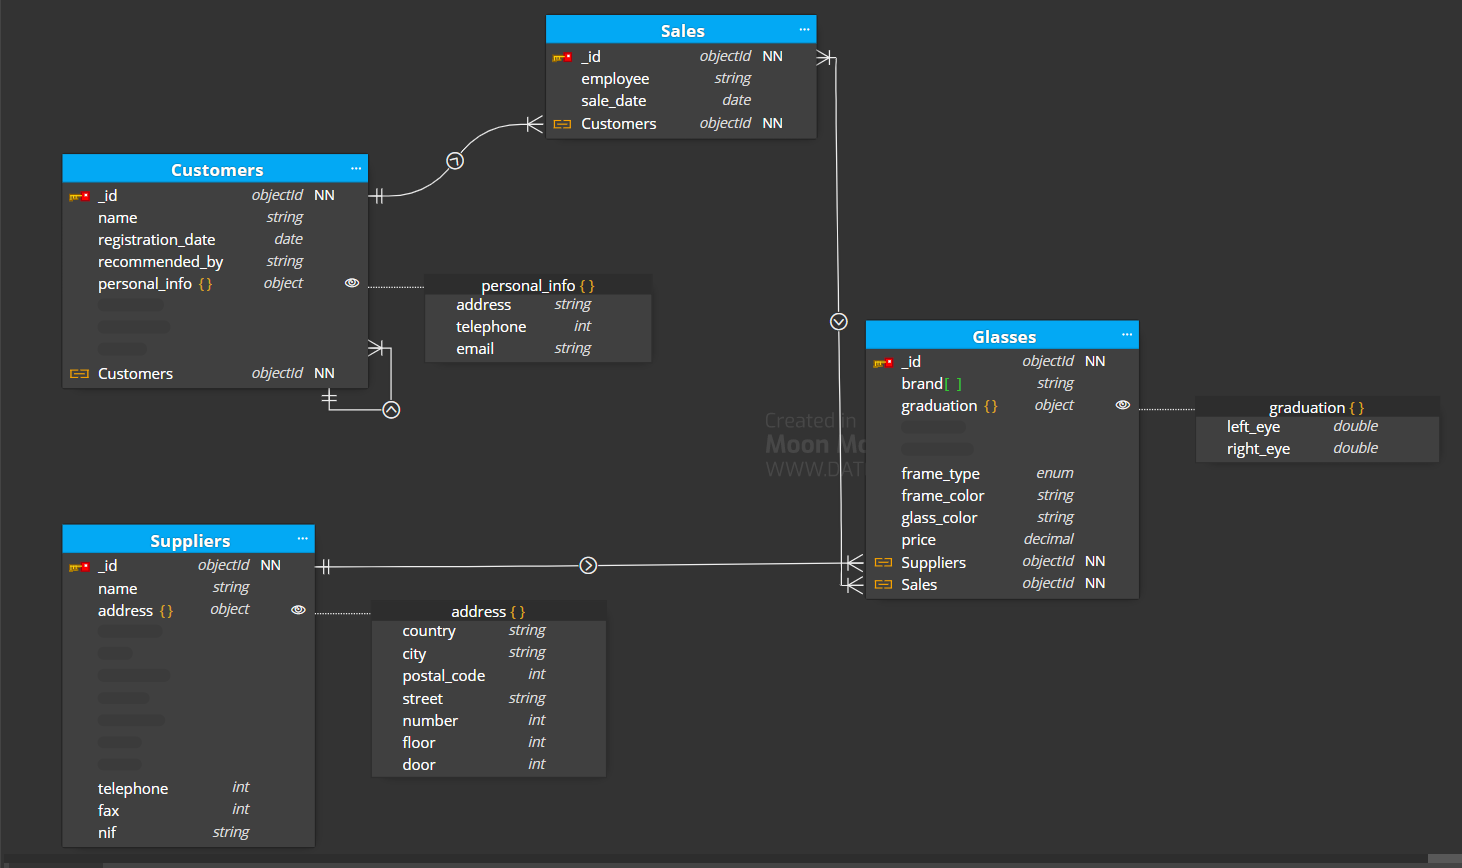 Sales ...
_id objectId NN
employee string
sale_date date
Customers objectId NN
Customers ...
_id objectId NN
name string
registration_date date
recommended_by string
personal_info {} object
Customers objectId NN
personal_info {}
address string
telephone int
email string
Glasses ...
_id objectId NN
brand[ ] string
graduation {} object
frame_type enum
frame_color string
glass_color string
price decimal
Suppliers objectId NN
Sales objectId NN
graduation {}
left_eye double
right_eye double
Created in
Moon Mo
WWW.DAT
Suppliers ...
_id objectId NN
name string
address {} object
telephone int
fax int
nif string
address {}
country string
city string
postal_code int
street string
number int
floor int
door int